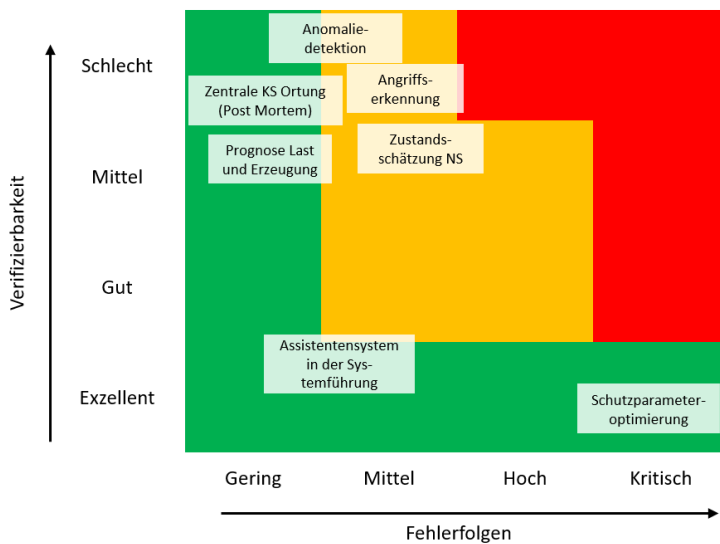 Verifizierbarkeit
Schlecht
Mittel
Gut
Exzellent
Anomalie-
detektion
Zentrale KS Ortung
(Post Mortem)
Angriffs-
erkennung
Prognose Last
und Erzeugung
Zustands-
schätzung NS
Assistentensystem
in der Sys-
temführung
Schutzparameter-
optimierung
Gering
Mittel
Hoch
Kritisch
Fehlerfolgen